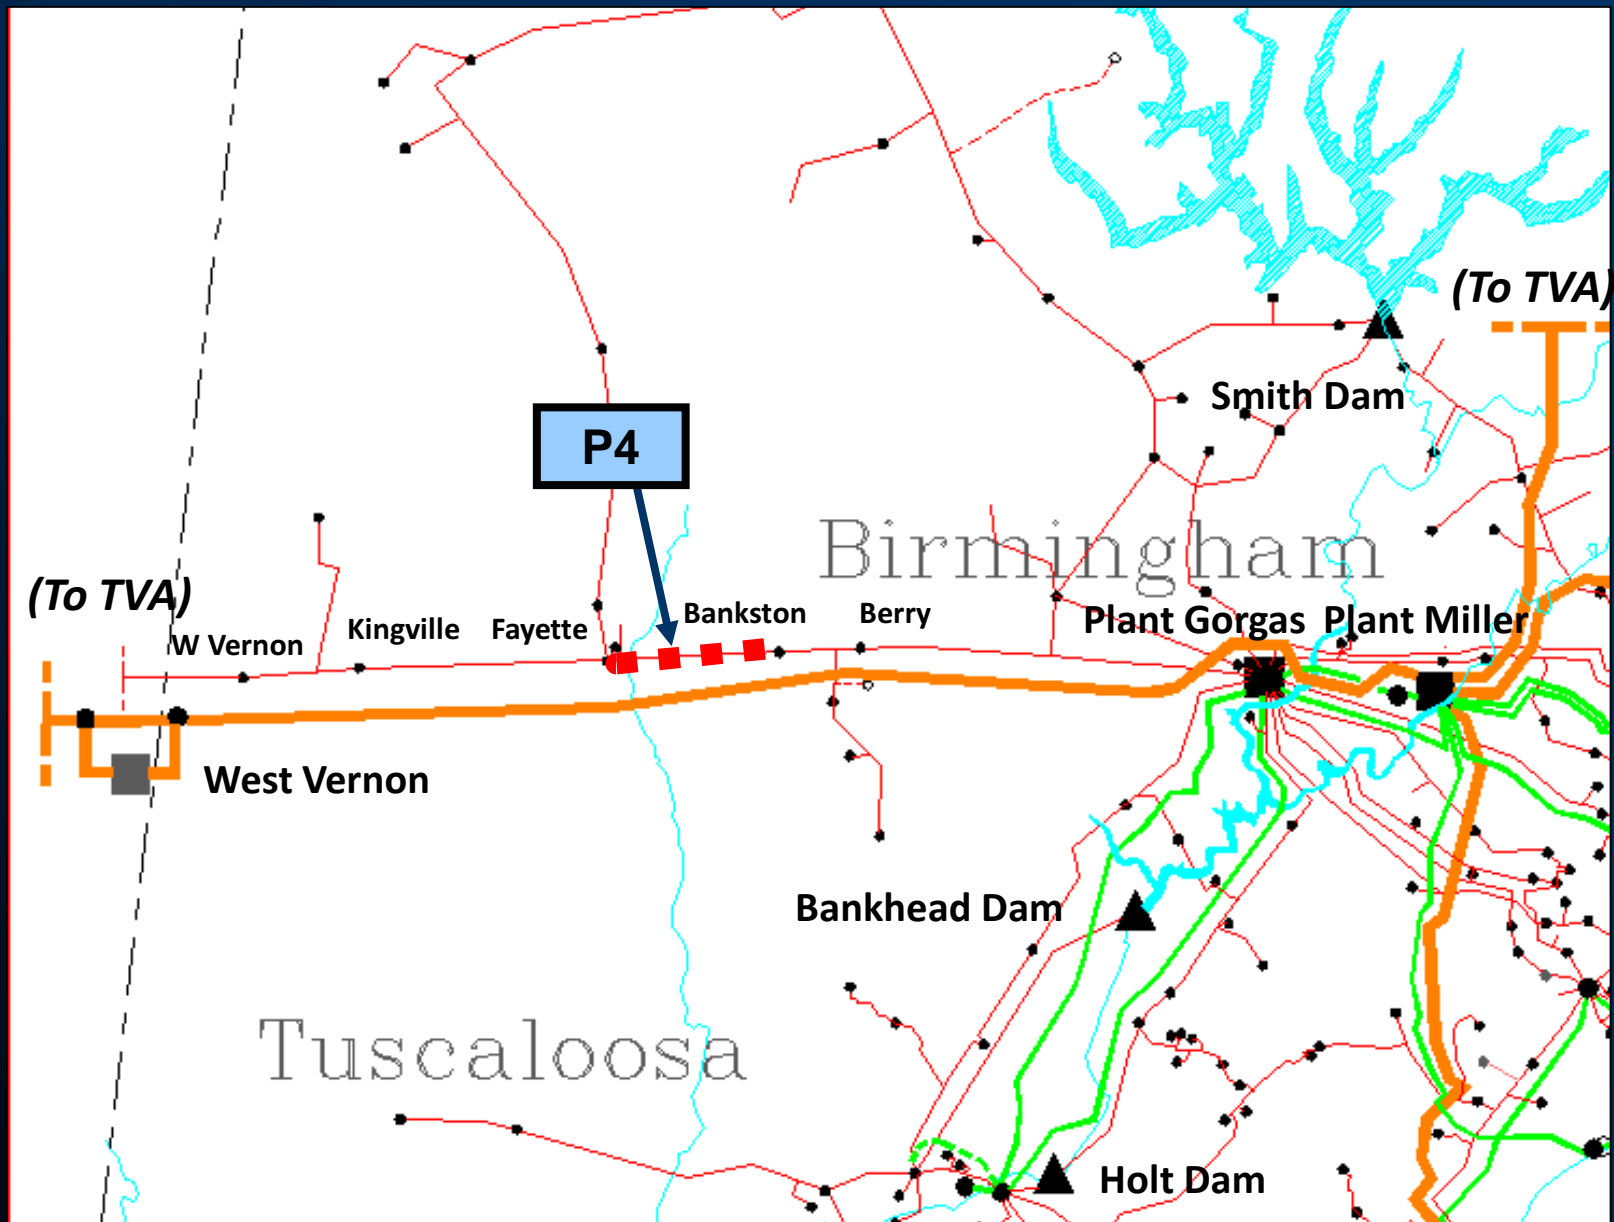 (To TVA)
Smith Dam
P4
Birmingham
(To TVA)
W Vernon
Kingville
Fayette
Bankston
Berry
Plant Gorgas
Plant Miller
West Vernon
Bankhead Dam
Tuscaloosa
Holt Dam